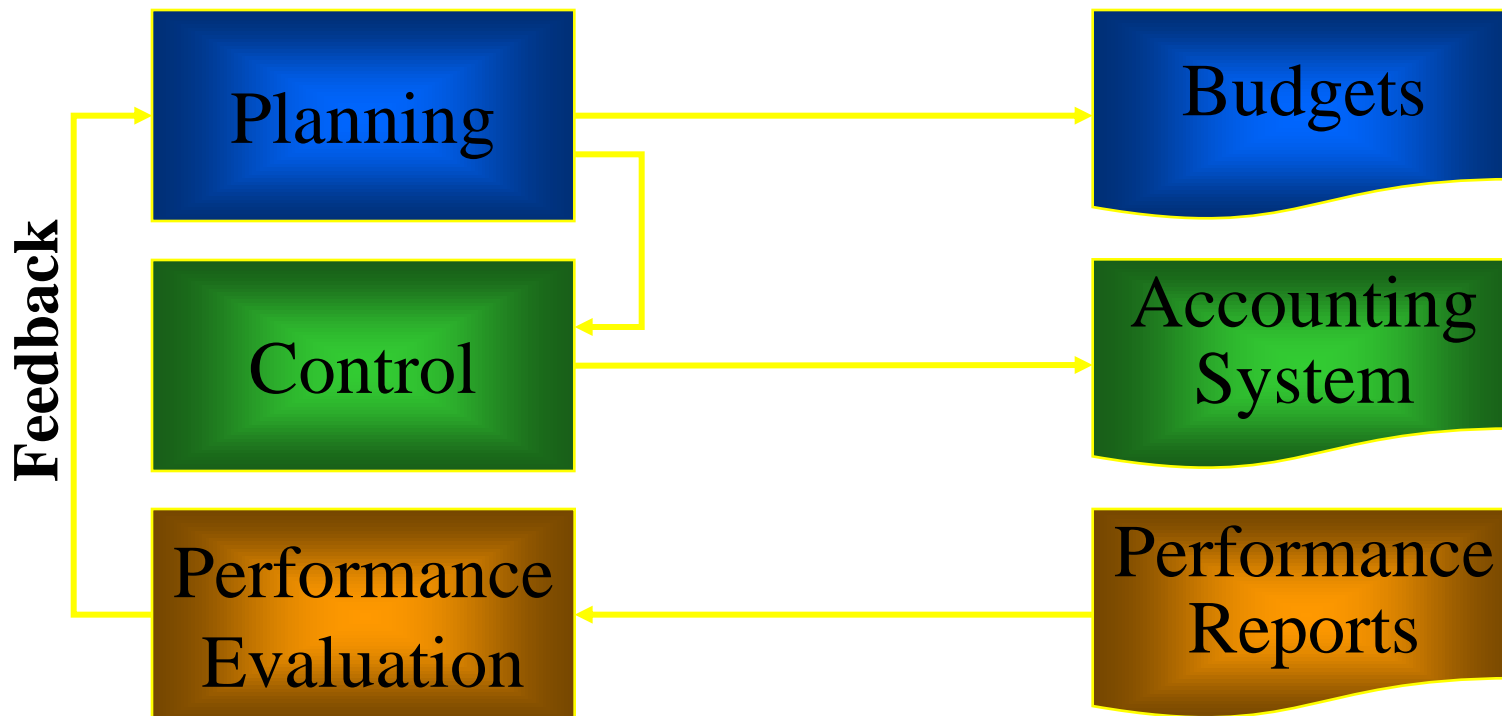 Planning
Budgets
Feedback
Control
Accounting
System
Performance
Evaluation
Performance
Reports